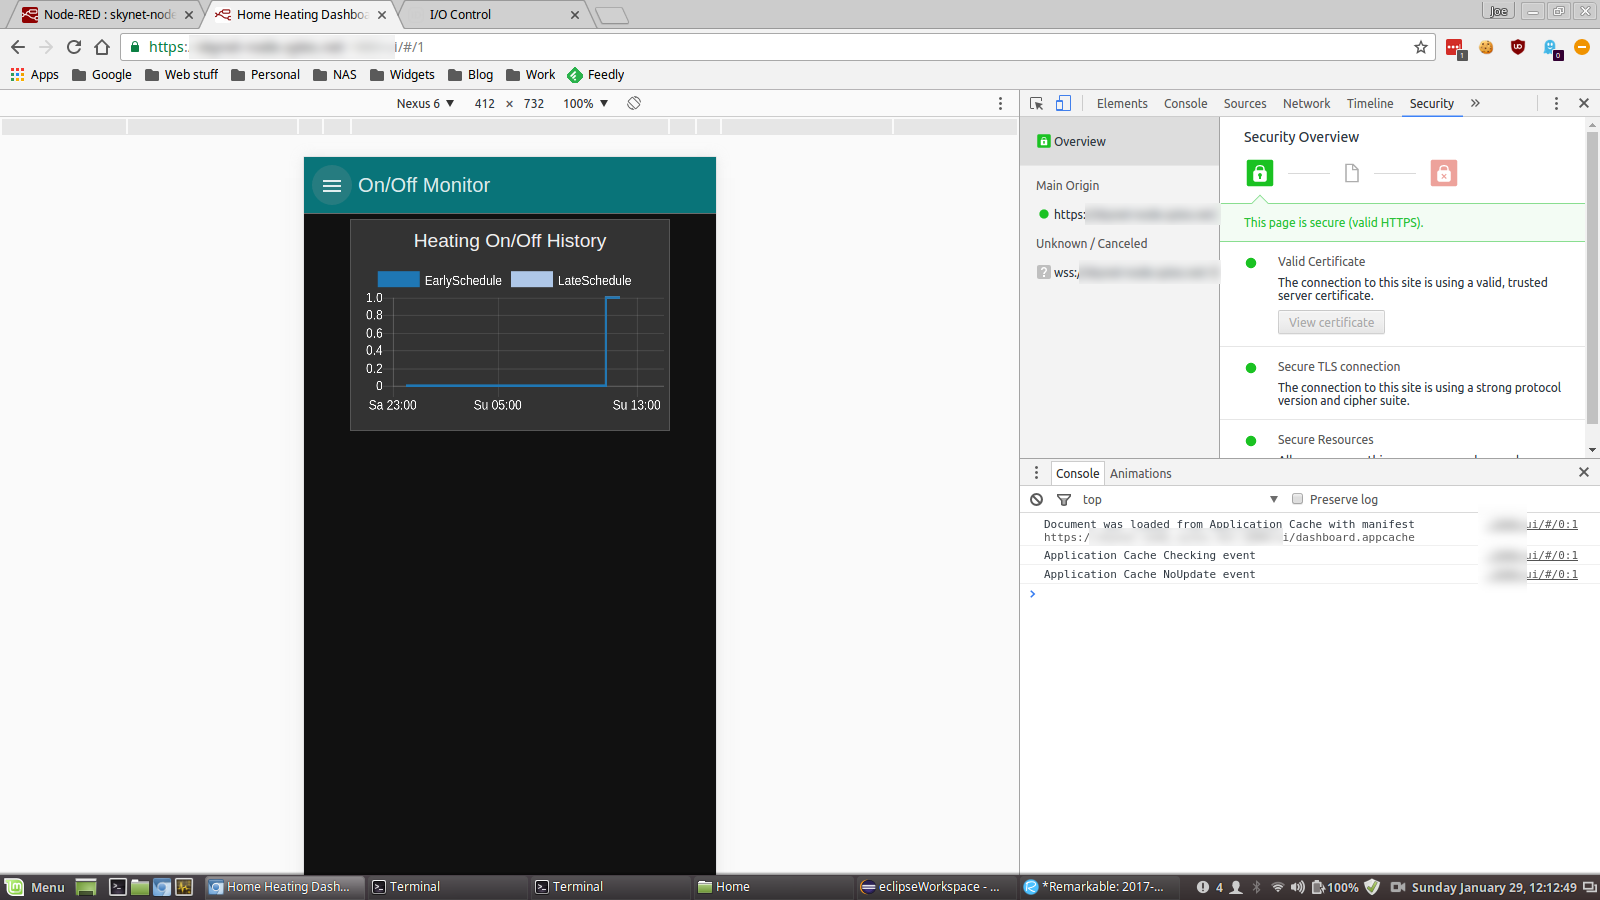 Node-RED : skynet-node
Home Heating Dashboa
I/O Control
Joe
https:
i/#/1
1
0
Apps
Google
Web stuff
Personal
NAS
Widgets
Blog
Work
Feedly
Nexus 6 ▼ 412 × 732 100% ▼
Elements
Console
Sources
Network
Timeline
Security
»
On/Off Monitor
Heating On/Off History
EarlySchedule
LateSchedule
1.0
0.8
0.6
0.4
0.2
0
Sa 23:00
Su 05:00
Su 13:00
Overview
Main Origin
https:
Unknown / Canceled
? wss:/
Security Overview
This page is secure (valid HTTPS).
Valid Certificate
The connection to this site is using a valid, trusted
server certificate.
View certificate
Secure TLS connection
The connection to this site is using a strong protocol
version and cipher suite.
Secure Resources
Console
Animations
top
Preserve log
Document was loaded from Application Cache with manifest
ui/#/0:1
https:/
i/dashboard.appcache
Application Cache Checking event
ui/#/0:1
Application Cache NoUpdate event
ui/#/0:1
Menu
Home Heating Dash...
Terminal
Terminal
Home
eclipseWorkspace - ...
*Remarkable: 2017-...
4
100%
Sunday January 29, 12:12:49